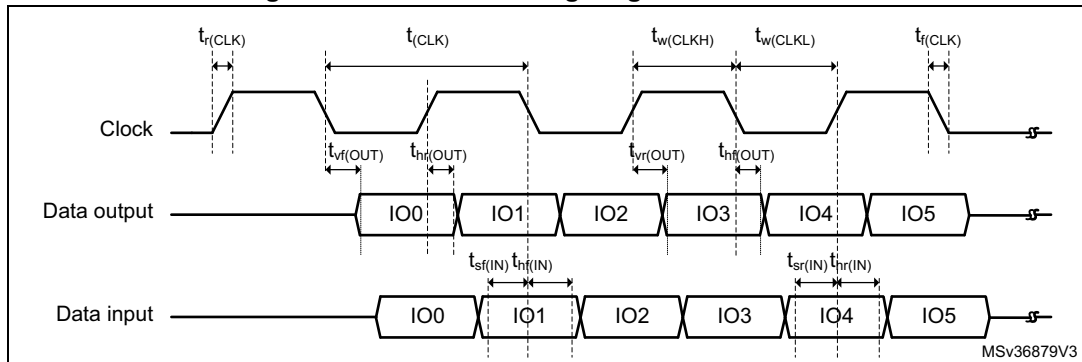 t_r(CLK) t_(CLK) t_w(CLKH) t_w(CLKL) t_f(CLK)
Clock
t_vf(OUT) t_hr(OUT) t_vr(OUT) t_hf(OUT)
Data output IO0 IO1 IO2 IO3 IO4 IO5
t_sf(IN) t_hf(IN) t_sr(IN) t_hr(IN)
Data input IO0 IO1 IO2 IO3 IO4 IO5
MSv36879V3